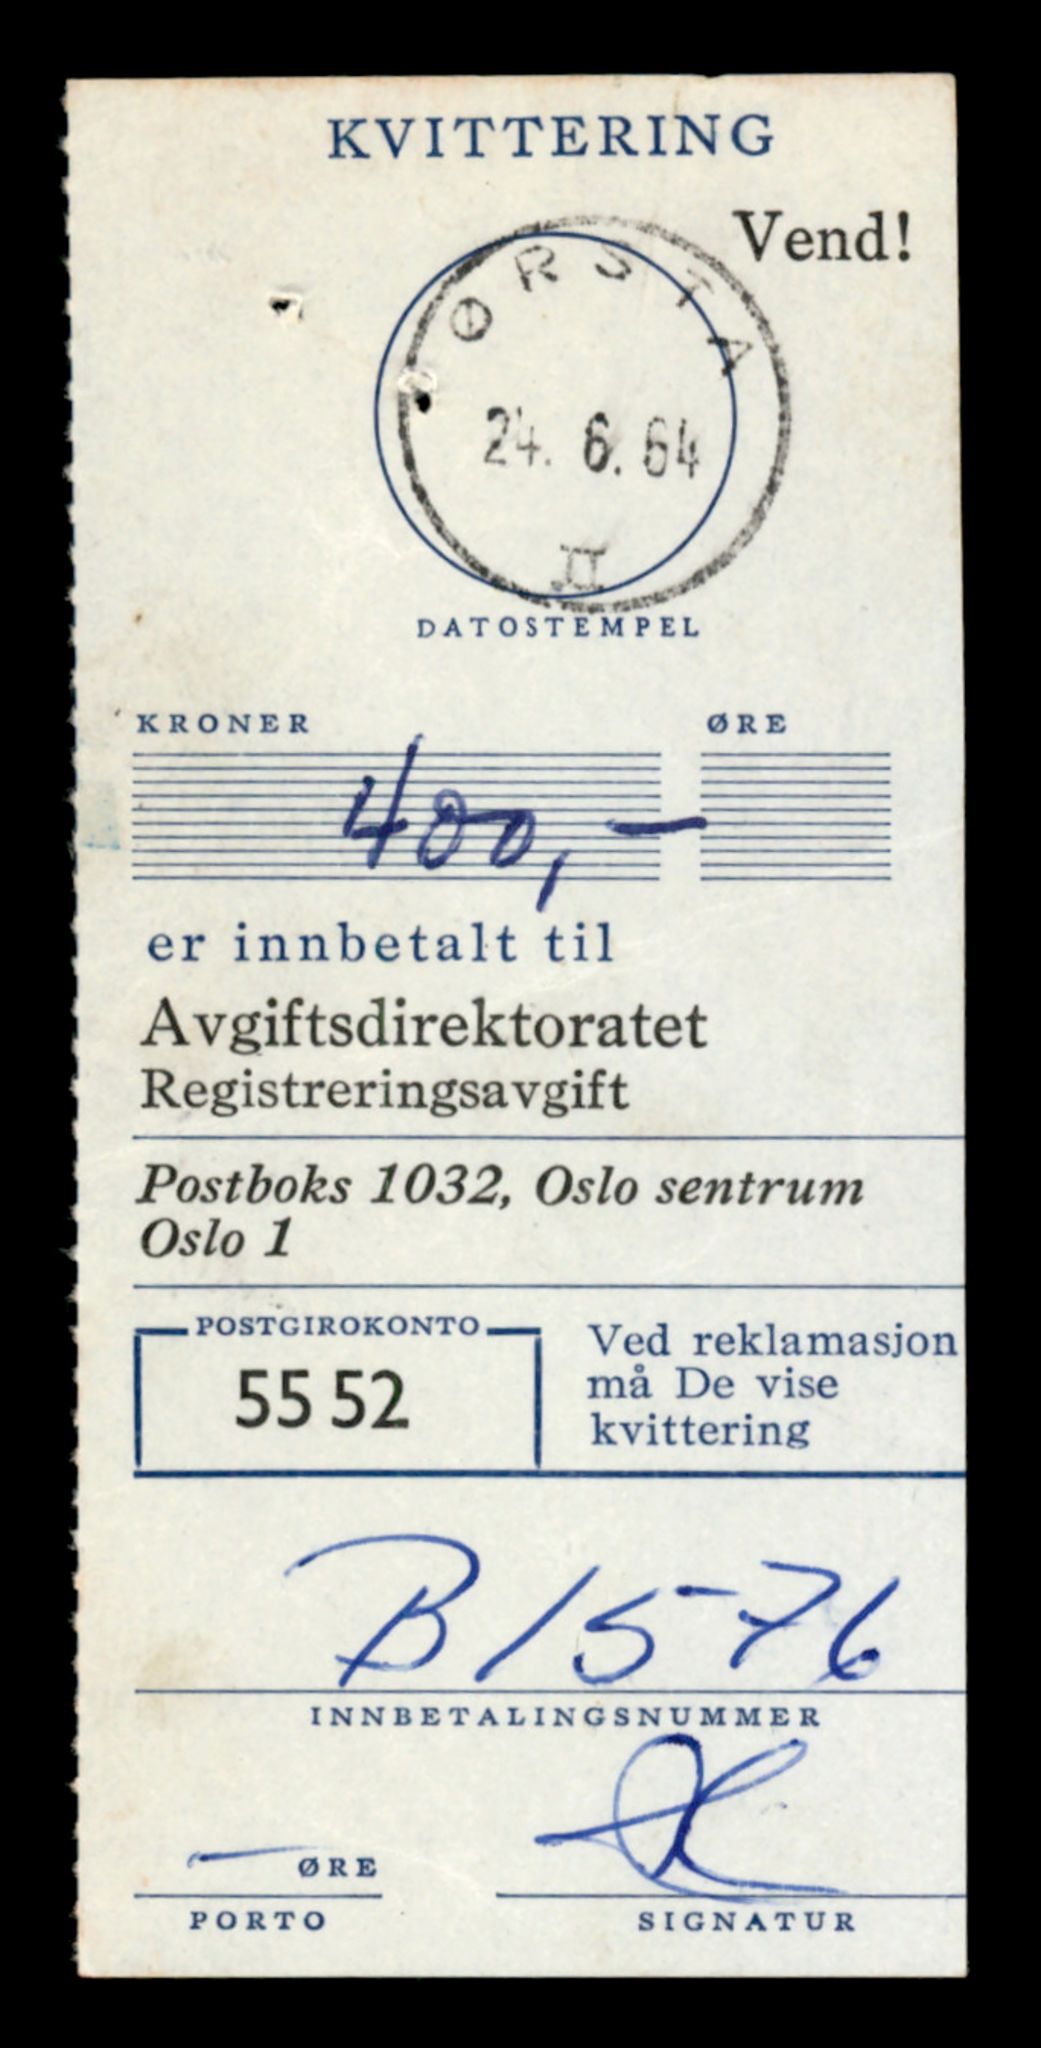 KVITTERING
Vend!
ØRSTA
24. 6. 64
II
DATOSTEMPEL
KRONER ØRE
400,-
er innbetalt til
Avgiftsdirektoratet
Registreringsavgift
Postboks 1032, Oslo sentrum
Oslo 1
POSTGIROKONTO
55 52
Ved reklamasjon
må De vise
kvittering
B 1576
INNBETALINGSNUMMER
— ØRE
PORTO
SIGNATUR